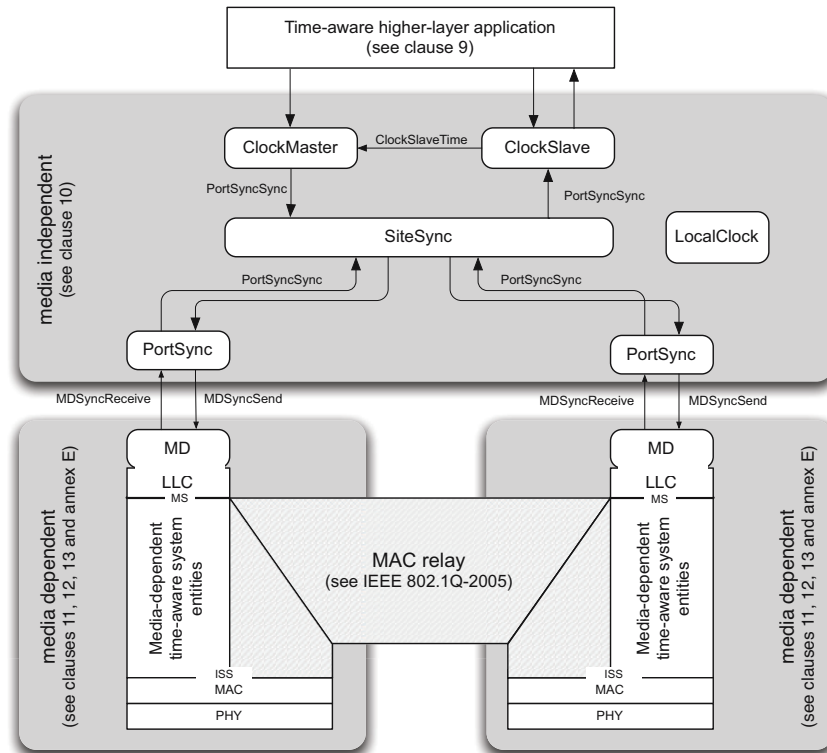 Time-aware higher-layer application
(see clause 9)
media independent
(see clause 10)
ClockMaster
ClockSlaveTime
ClockSlave
PortSyncSync
PortSyncSync
SiteSync
LocalClock
PortSyncSync
PortSyncSync
PortSync
PortSync
MDSyncReceive
MDSyncSend
MDSyncReceive
MDSyncSend
media dependent
(see clauses 11, 12, 13 and annex E)
MD
LLC
MS
Media-dependent
time-aware system
entities
ISS
MAC
PHY
MAC relay
(see IEEE 802.1Q-2005)
MD
LLC
MS
Media-dependent
time-aware system
entities
ISS
MAC
PHY
media dependent
(see clauses 11, 12, 13 and annex E)